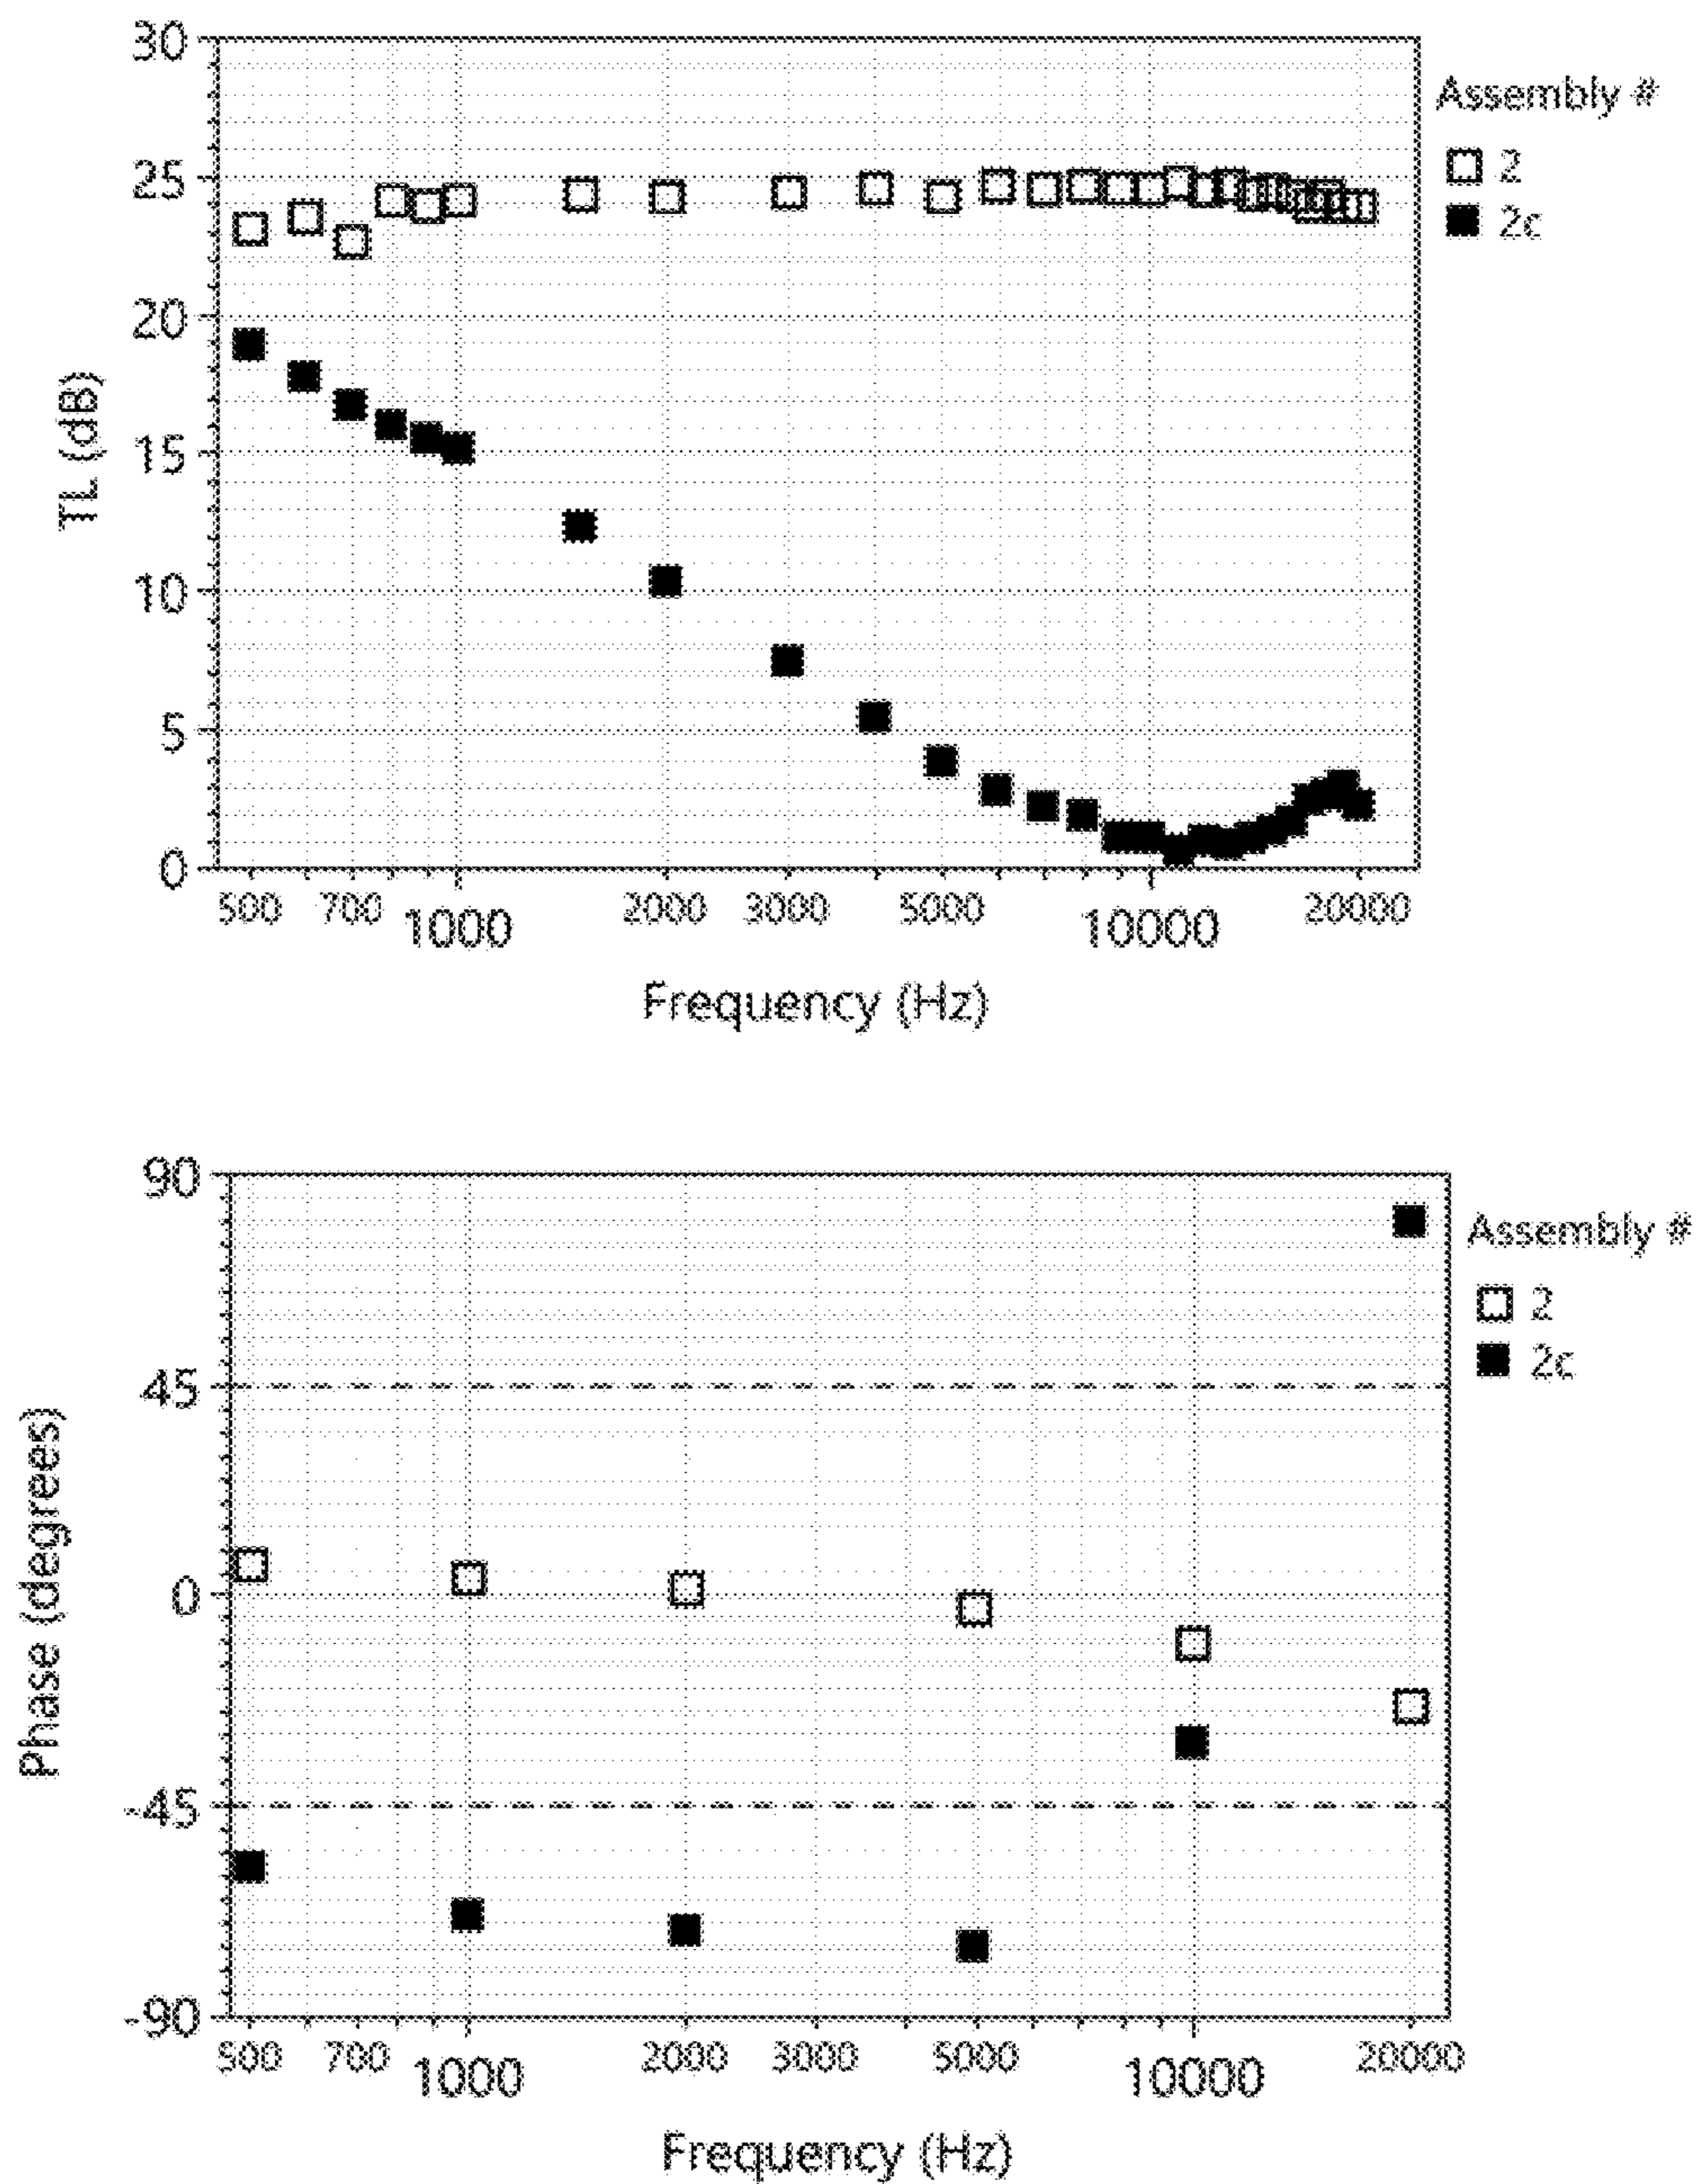 30
25
20
15
10
5
0
TL (dB)
500 700 1000 2000 3000 5000 10000 20000
Frequency (Hz)
Assembly #
2
2c
90
45
0
-45
-90
Phase (degrees)
500 700 1000 2000 3000 5000 10000 20000
Frequency (Hz)
Assembly #
2
2c